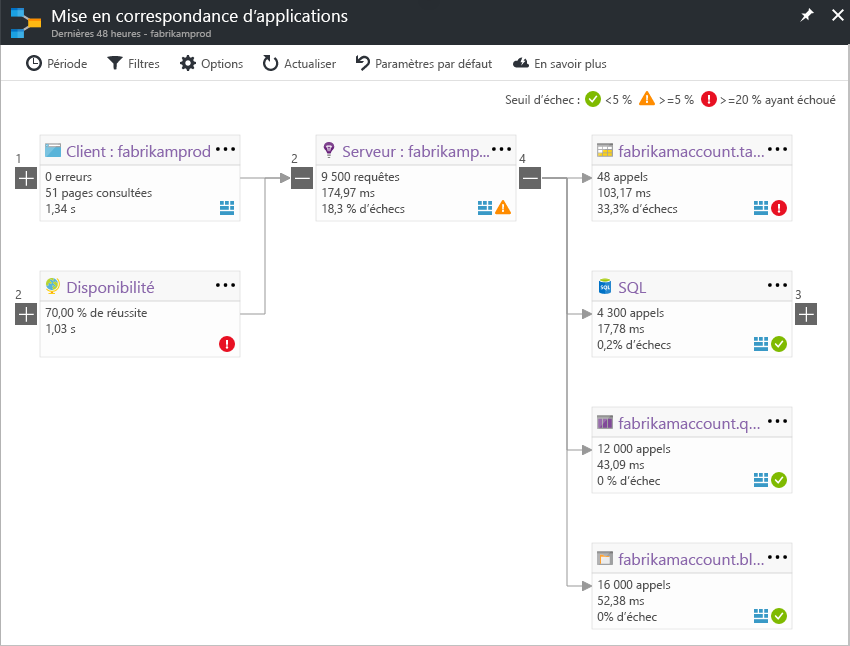 Mise en correspondance d’applications
Dernières 48 heures - fabrikamprod
Période Filtres Options Actualiser Paramètres par défaut En savoir plus
Seuil d’échec : <5 % >=5 % >=20 % ayant échoué
1
Client : fabrikamprod
0 erreurs
51 pages consultées
1,34 s
2
Disponibilité
70,00 % de réussite
1,03 s
2
Serveur : fabrikamp...
9 500 requêtes
174,97 ms
18,3 % d’échecs
4
fabrikamaccount.ta...
48 appels
103,17 ms
33,3% d’échecs
SQL
SQL
4 300 appels
17,78 ms
0,2% d’échecs
3
fabrikamaccount.q...
12 000 appels
43,09 ms
0 % d’échec
fabrikamaccount.bl...
16 000 appels
52,38 ms
0% d’échec